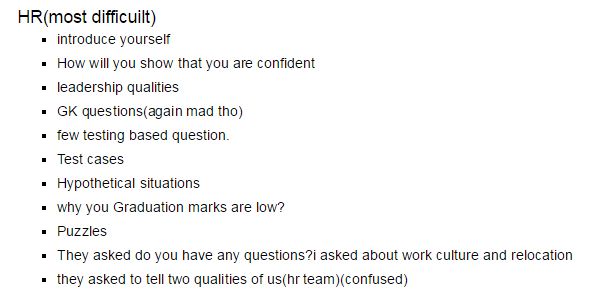 HR(most difficuilt)
▪ introduce yourself
▪ How will you show that you are confident
▪ leadership qualities
▪ GK questions(again mad tho)
▪ few testing based question.
▪ Test cases
▪ Hypothetical situations
▪ why you Graduation marks are low?
▪ Puzzles
▪ They asked do you have any questions?i asked about work culture and relocation
▪ they asked to tell two qualities of us(hr team)(confused)